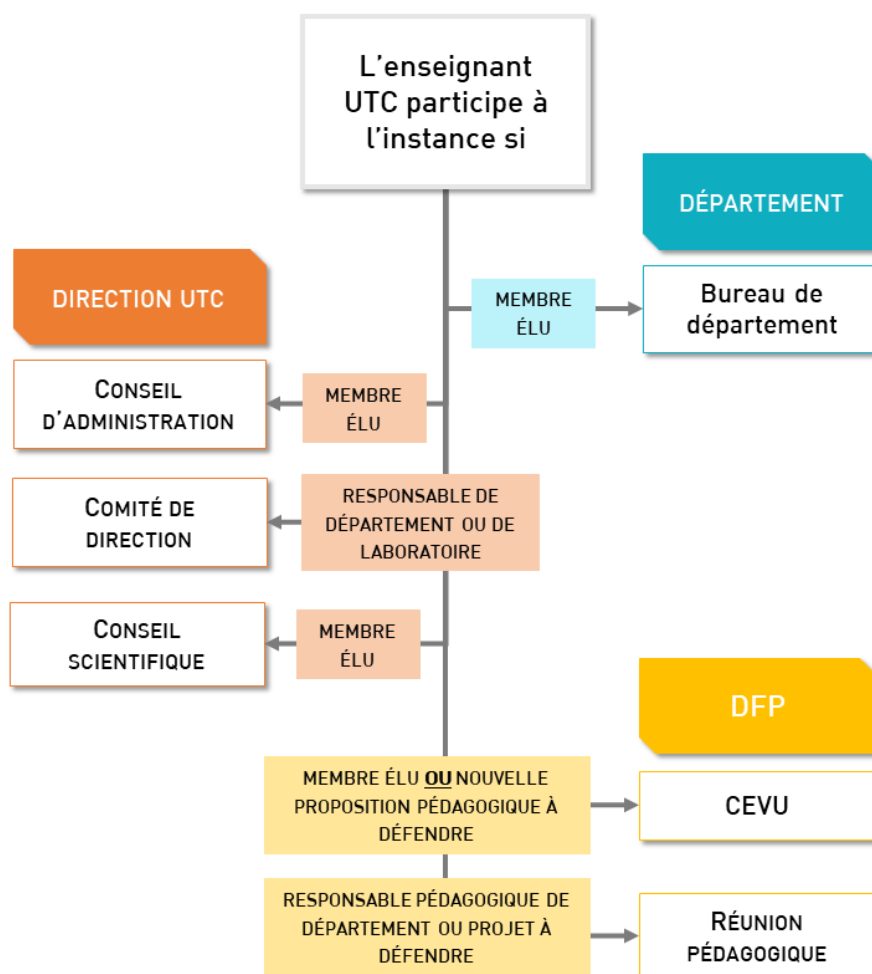 L'enseignant
UTC participe à
l'instance si
DÉPARTEMENT
MEMBRE
ÉLU
Bureau de
département
DIRECTION UTC
MEMBRE
ÉLU
CONSEIL
D'ADMINISTRATION
RESPONSABLE DE
DÉPARTEMENT OU DE
LABORATOIRE
COMITÉ DE
DIRECTION
MEMBRE
ÉLU
CONSEIL
SCIENTIFIQUE
DFP
MEMBRE ÉLU OU NOUVELLE
PROPOSITION PÉDAGOGIQUE À
DÉFENDRE
CEVU
RESPONSABLE PÉDAGOGIQUE DE
DÉPARTEMENT OU PROJET À
DÉFENDRE
RÉUNION
PÉDAGOGIQUE